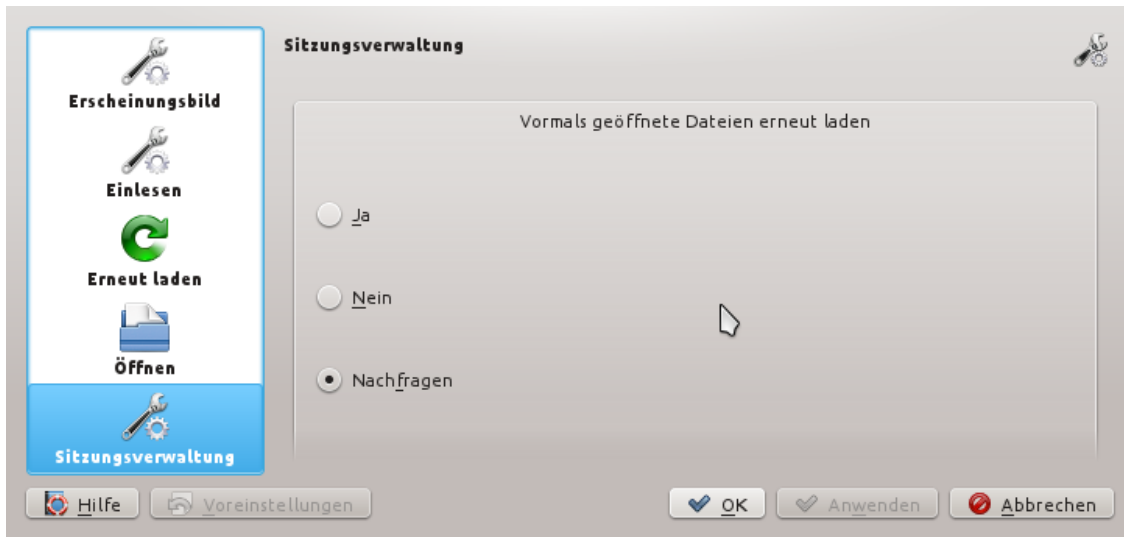 Erscheinungsbild
Einlesen
Erneut laden
Öffnen
Sitzungsverwaltung
Sitzungsverwaltung
Vormals geöffnete Dateien erneut laden
Ja
Nein
Nachfragen
Hilfe
Voreinstellungen
OK
Anwenden
Abbrechen